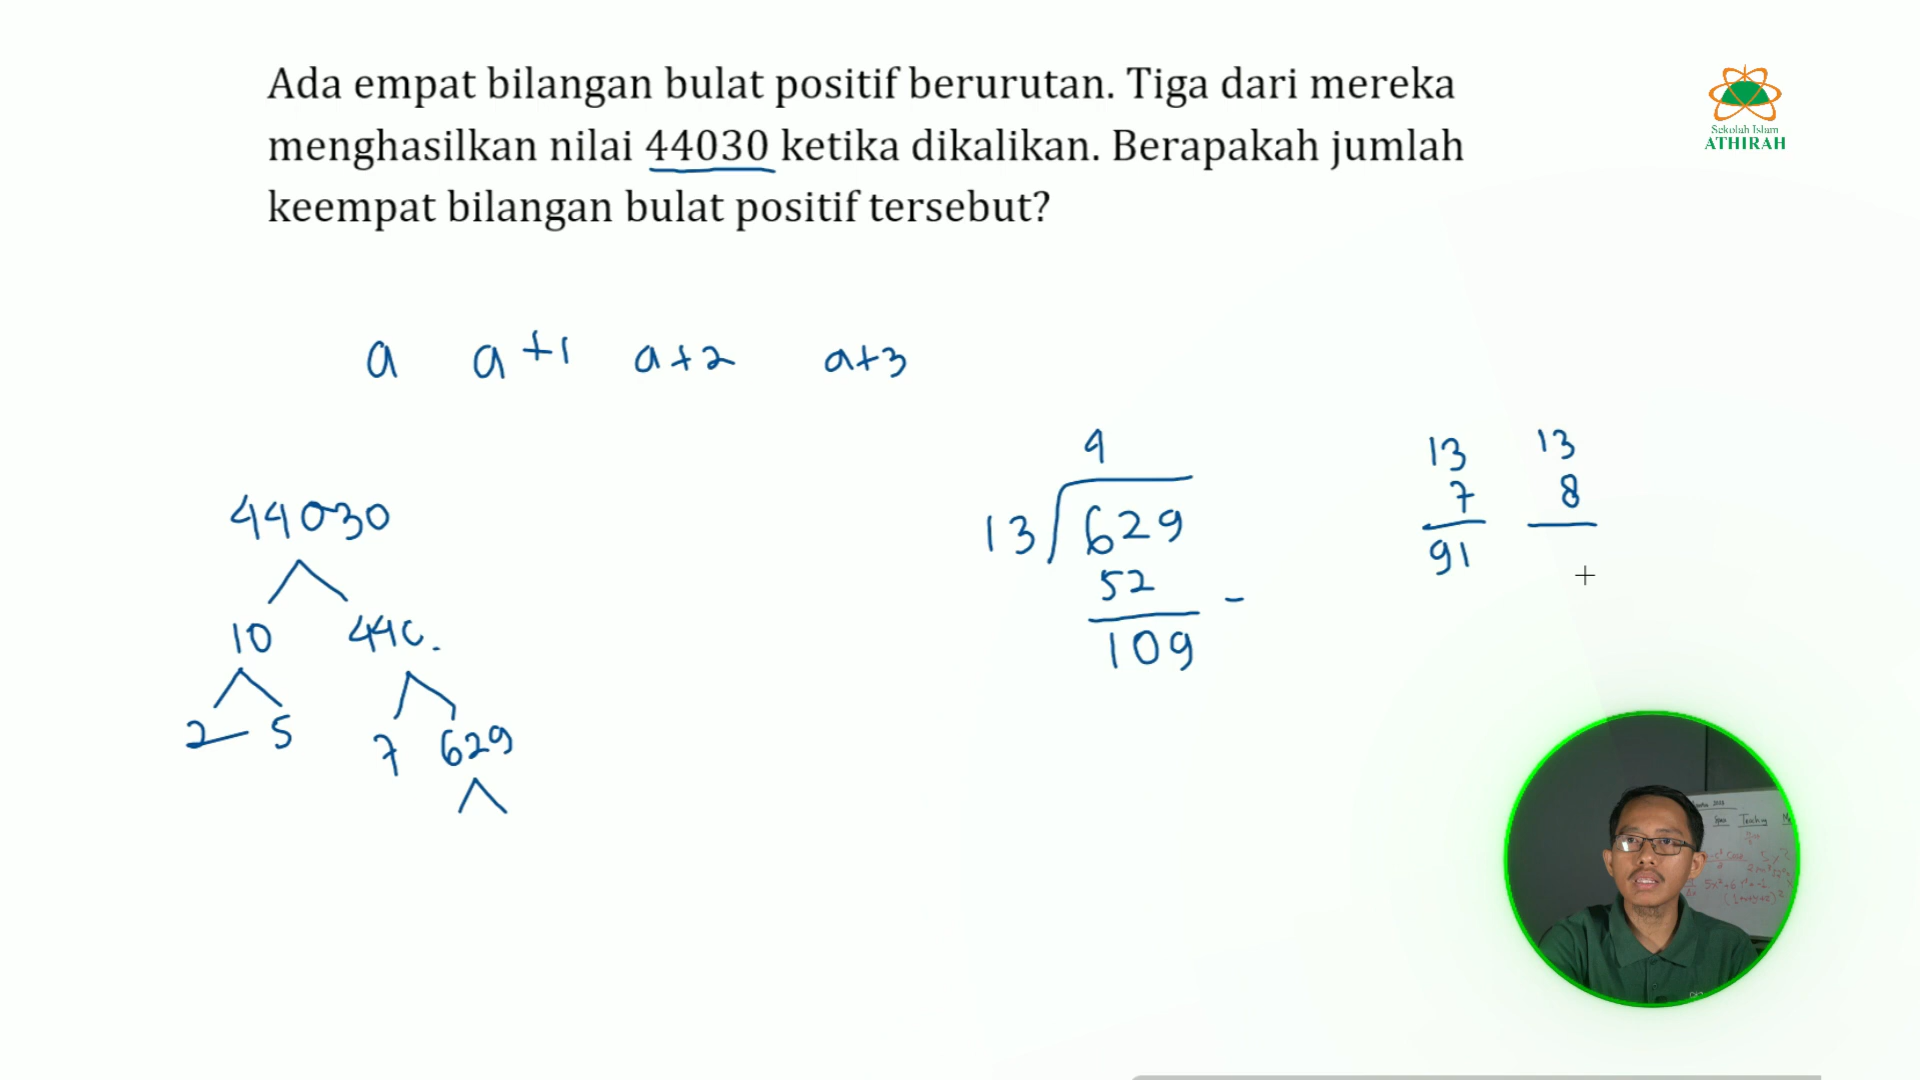 Ada empat bilangan bulat positif berurutan. Tiga dari mereka
menghasilkan nilai 44030 ketika dikalikan. Berapakah jumlah
keempat bilangan bulat positif tersebut?
Sekolah Islam
ATHIRAH
a a+1 a+2 a+3
44030
10 440.
2 5 7 629
4
13 629
52 -
109
13 13
7 8
91